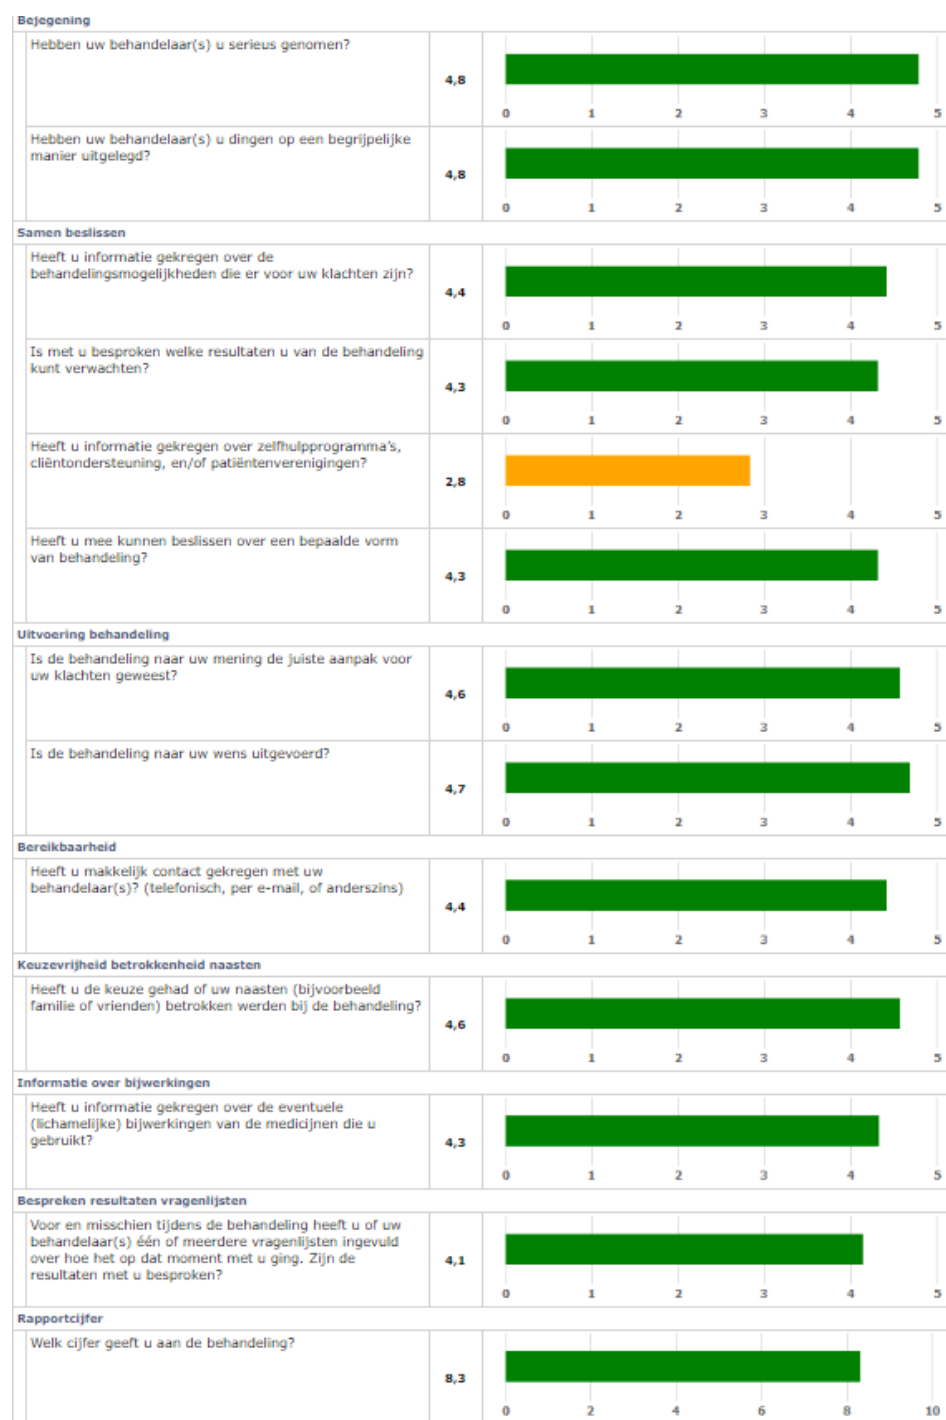 Bejegening
Hebben uw behandelaar(s) u serieus genomen?
4,8
0 1 2 3 4 5
Hebben uw behandelaar(s) u dingen op een begrijpelijke
manier uitgelegd?
4,8
0 1 2 3 4 5
Samen beslissen
Heeft u informatie gekregen over de
behandelingsmogelijkheden die er voor uw klachten zijn?
4,4
0 1 2 3 4 5
Is met u besproken welke resultaten u van de behandeling
kunt verwachten?
4,3
0 1 2 3 4 5
Heeft u informatie gekregen over zelfhulpprogramma's,
cliëntondersteuning, en/of patiëntenverenigingen?
2,8
0 1 2 3 4 5
Heeft u mee kunnen beslissen over een bepaalde vorm
van behandeling?
4,3
0 1 2 3 4 5
Uitvoering behandeling
Is de behandeling naar uw mening de juiste aanpak voor
uw klachten geweest?
4,6
0 1 2 3 4 5
Is de behandeling naar uw wens uitgevoerd?
4,7
0 1 2 3 4 5
Bereikbaarheid
Heeft u makkelijk contact gekregen met uw
behandelaar(s)? (telefonisch, per e-mail, of anderszins)
4,4
0 1 2 3 4 5
Keuzevrijheid betrokkenheid naasten
Heeft u de keuze gehad of uw naasten (bijvoorbeeld
familie of vrienden) betrokken werden bij de behandeling?
4,6
0 1 2 3 4 5
Informatie over bijwerkingen
Heeft u informatie gekregen over de eventuele
(lichamelijke) bijwerkingen van de medicijnen die u
gebruikt?
4,3
0 1 2 3 4 5
Bespreken resultaten vragenlijsten
Voor en misschien tijdens de behandeling heeft u of uw
behandelaar(s) één of meerdere vragenlijsten ingevuld
over hoe het op dat moment met u ging. Zijn de
resultaten met u besproken?
4,1
0 1 2 3 4 5
Rapportcijfer
Welk cijfer geeft u aan de behandeling?
8,3
0 2 4 6 8 10